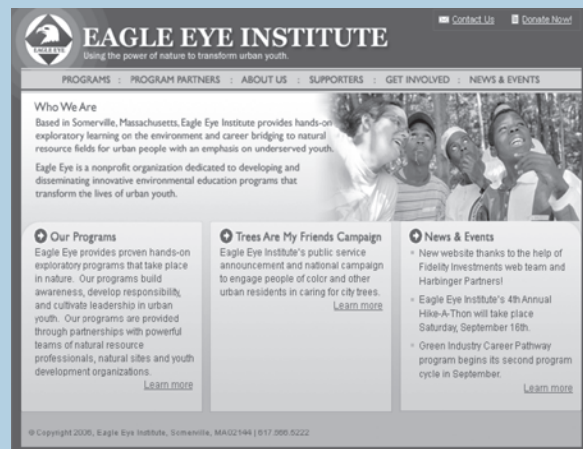 Contact Us
Donate Now!
EAGLE EYE
EAGLE EYE INSTITUTE
Using the power of nature to transform urban youth.
PROGRAMS : PROGRAM PARTNERS : ABOUT US : SUPPORTERS : GET INVOLVED : NEWS & EVENTS
Who We Are
Based in Somerville, Massachusetts, Eagle Eye Institute provides hands-on
exploratory learning on the environment and career bridging to natural
resource fields for urban people with an emphasis on underserved youth.
Eagle Eye is a nonprofit organization dedicated to developing and
disseminating innovative environmental education programs that
transform the lives of urban youth.
Our Programs
Eagle Eye provides proven hands-on
exploratory programs that take place
in nature. Our programs build
awareness, develop responsibility,
and cultivate leadership in urban
youth. Our programs are provided
through partnerships with powerful
teams of natural resource
professionals, natural sites and youth
development organizations.
Learn more
Trees Are My Friends Campaign
Eagle Eye Institute's public service
announcement and national campaign
to engage people of color and other
urban residents in caring for city trees.
Learn more
News & Events
• New website thanks to the help of
Fidelity Investments web team and
Harbinger Partners!
• Eagle Eye Institute's 4th Annual
Hike-A-Thon will take place
Saturday, September 16th.
• Green Industry Career Pathway
program begins its second program
cycle in September.
Learn more
© Copyright 2006, Eagle Eye Institute, Somerville, MA02144 | 617.666.5222